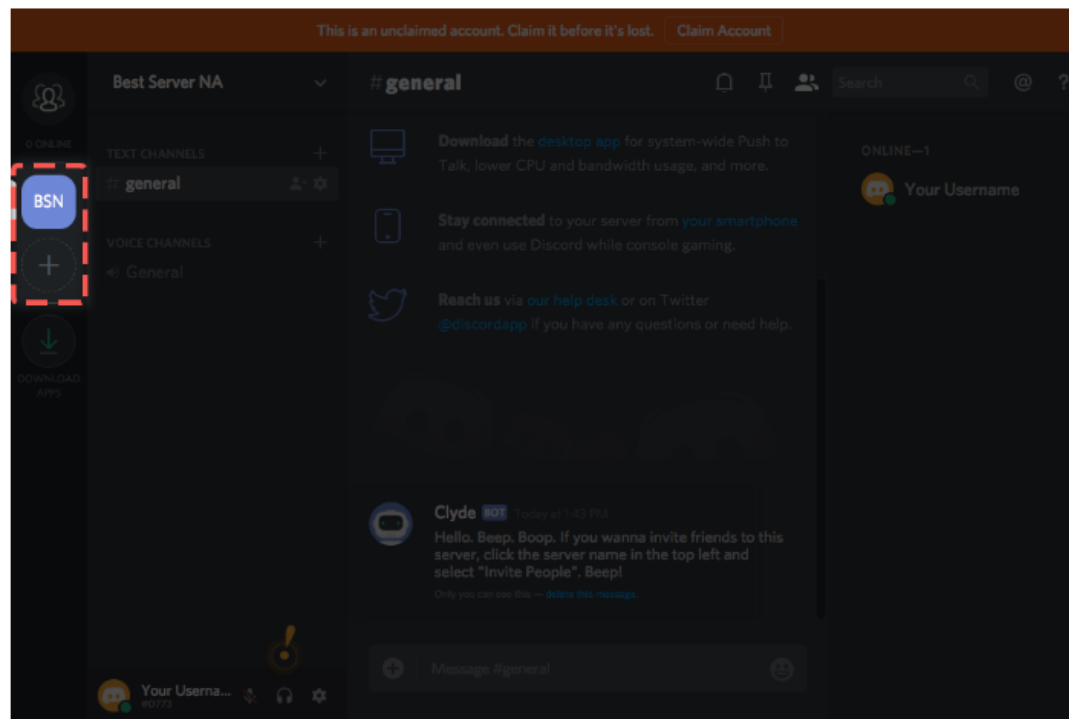 This is an unclaimed account. Claim it before it's lost. Claim Account
Best Server NA
#general
Search
@
?
0 ONLINE
BSN
+
DOWNLOAD
APPS
TEXT CHANNELS +
# general
VOICE CHANNELS +
General
Download the desktop app for system-wide Push to
Talk, lower CPU and bandwidth usage, and more.
Stay connected to your server from your smartphone
and even use Discord while console gaming.
Reach us via our help desk or on Twitter
@discordapp if you have any questions or need help.
Clyde BOT Today at 1:43 PM
Hello. Beep. Boop. If you wanna invite friends to this
server, click the server name in the top left and
select "Invite People". Beep!
Only you can see this — delete this message.
Message #general
Your Userna...
#0773
ONLINE—1
Your Username